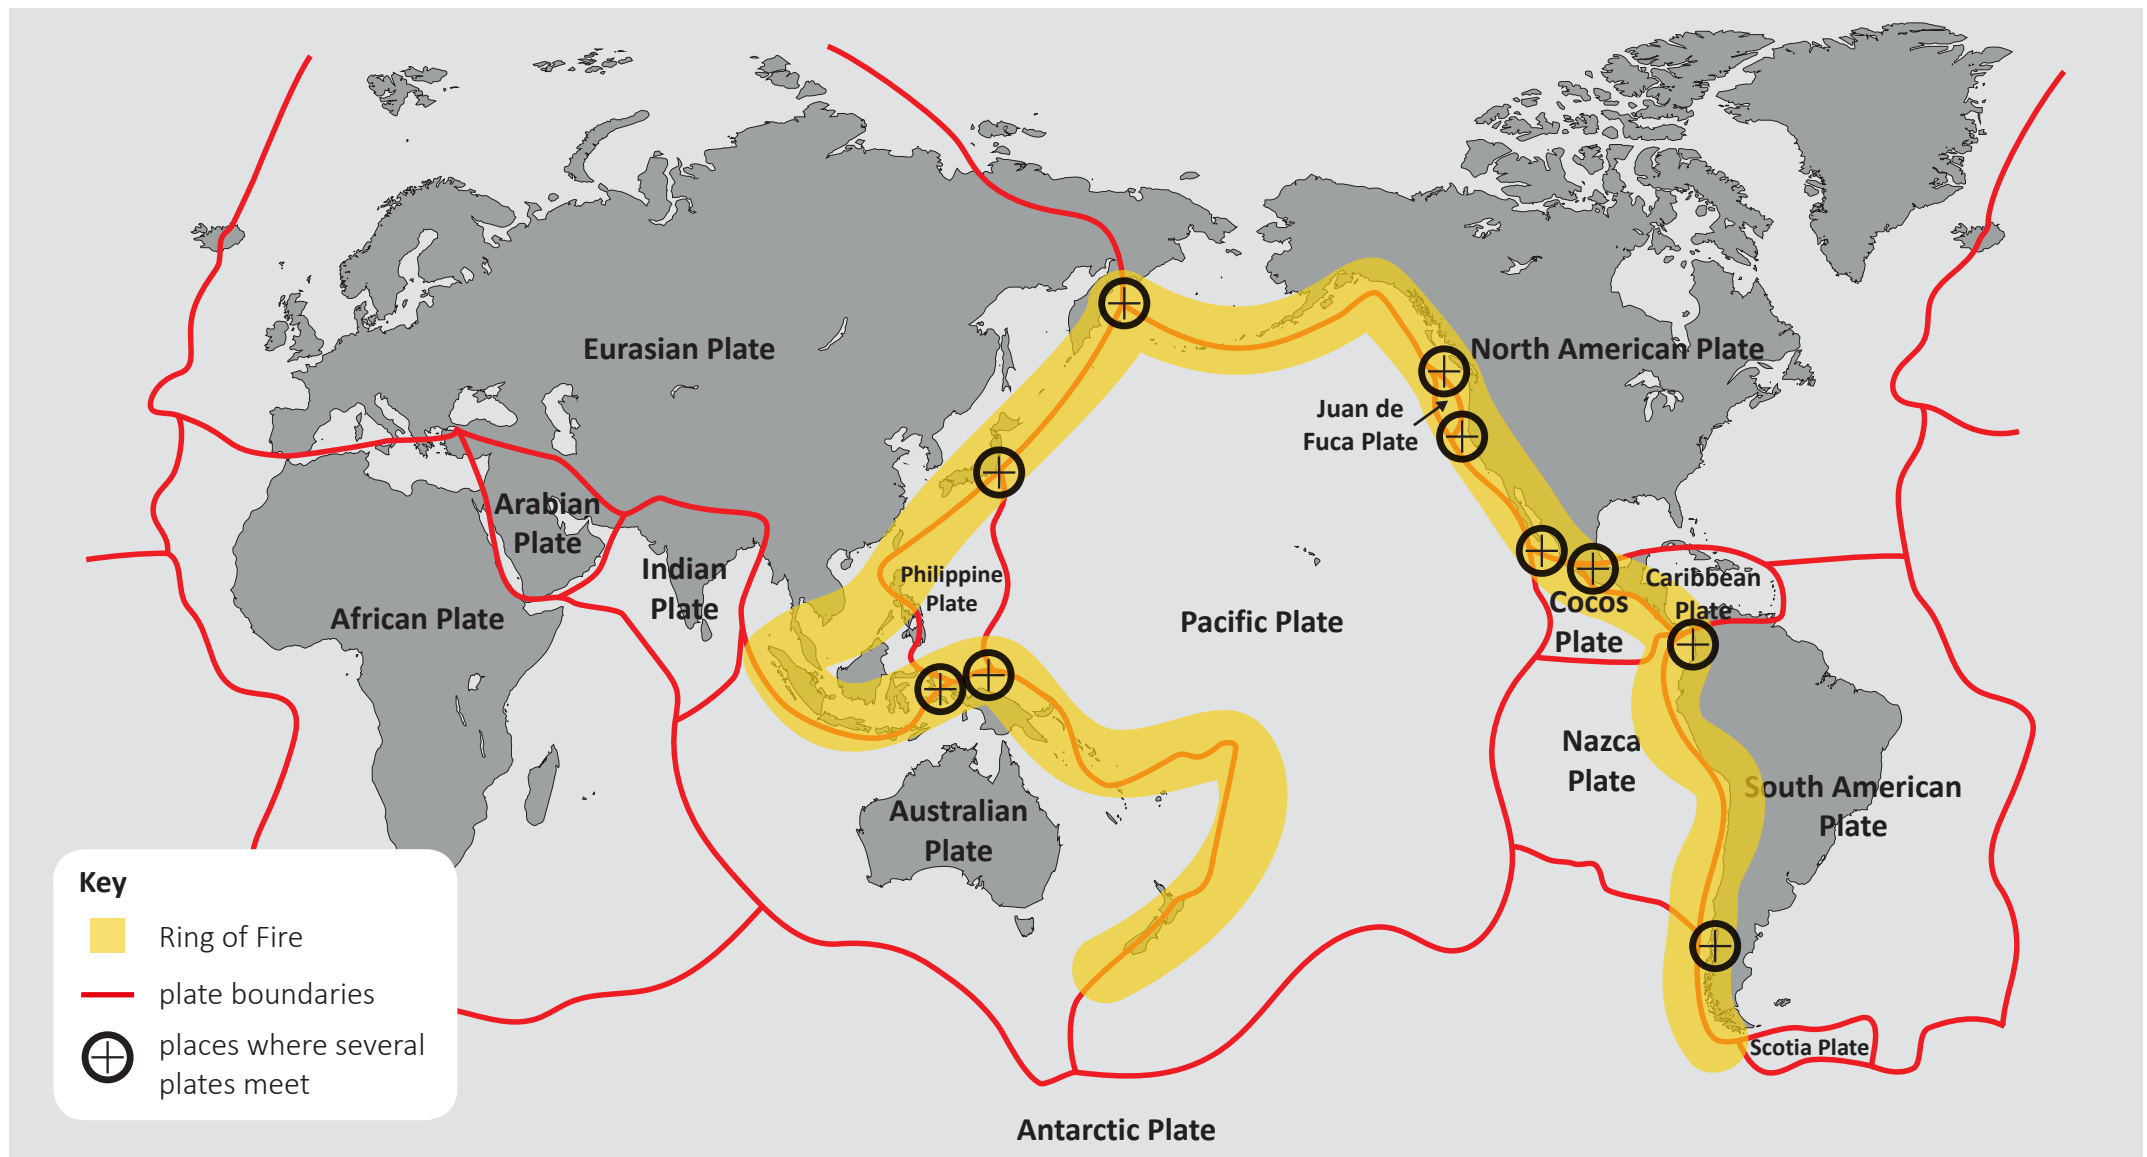 Eurasian Plate
North American Plate
Juan de
Fuca Plate
Arabian
Plate
Indian
Plate
African Plate
Philippine
Plate
Pacific Plate
Caribbean
Plate
Cocos
Plate
Nazca
Plate
South American
Plate
Australian
Plate
Scotia Plate
Antarctic Plate
Key
Ring of Fire
plate boundaries
places where several
plates meet